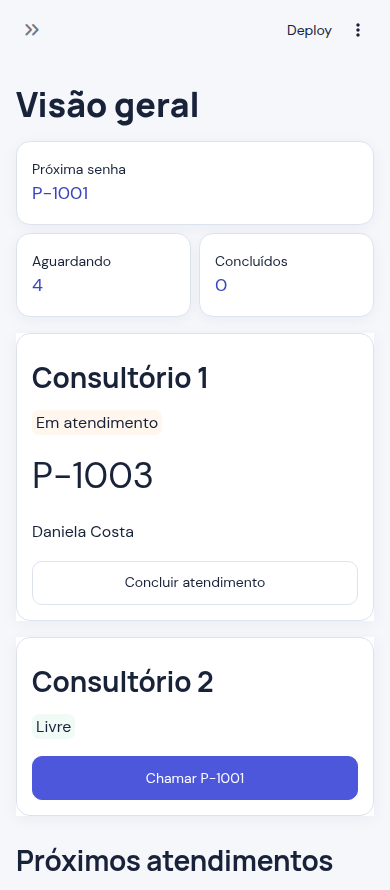 Deploy
Visão geral
Próxima senha
P-1001
Aguardando
4
Concluídos
0
Consultório 1
Em atendimento
P-1003
Daniela Costa
Concluir atendimento
Consultório 2
Livre
Chamar P-1001
Próximos atendimentos